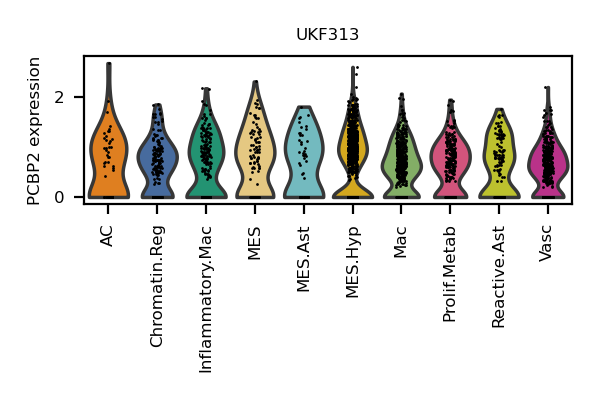 UKF313
PCBP2 expression
2
0
AC
Chromatin.Reg
Inflammatory.Mac
MES
MES.Ast
MES.Hyp
Mac
Prolif.Metab
Reactive.Ast
Vasc